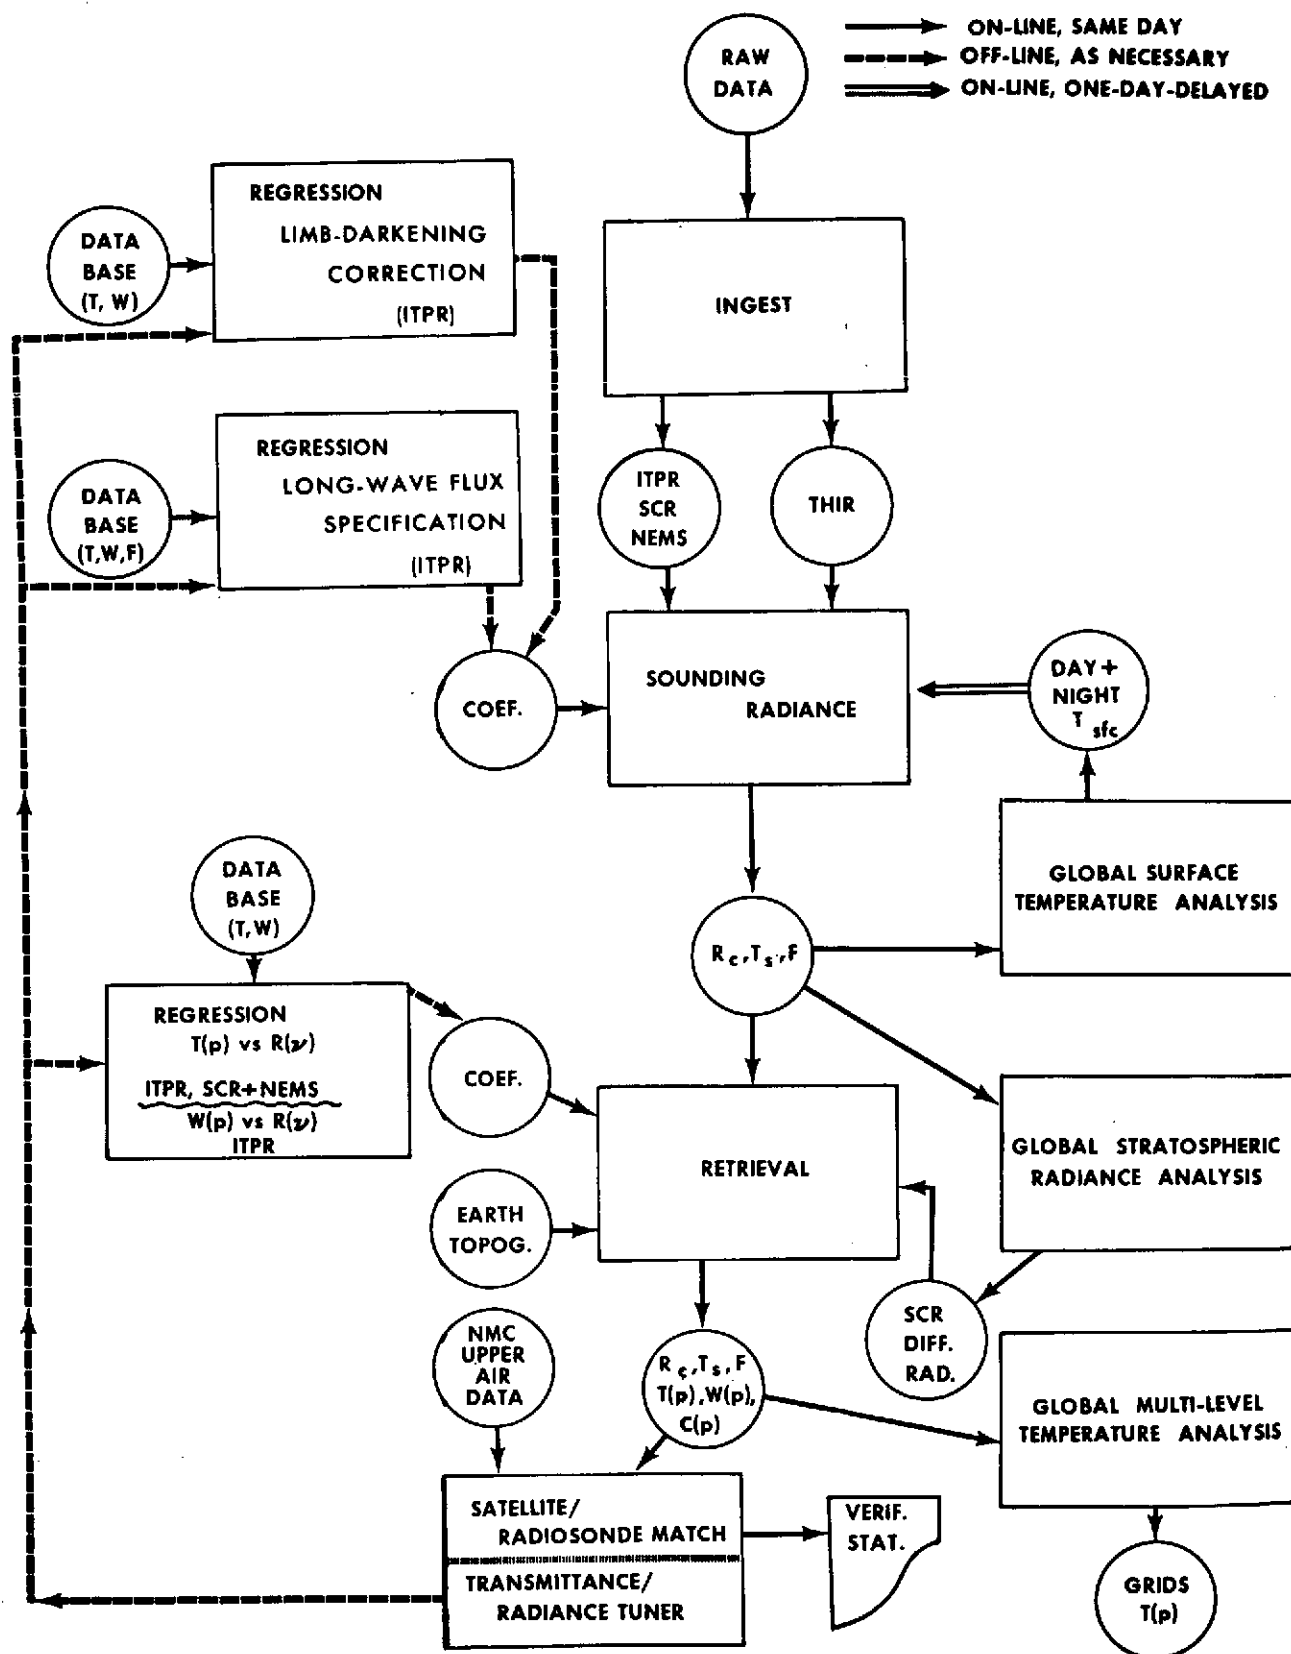 RAW
DATA
ON-LINE, SAME DAY
OFF-LINE, AS NECESSARY
ON-LINE, ONE-DAY-DELAYED
DATA
BASE
(T, W)
REGRESSION
LIMB-DARKENING
CORRECTION
(ITPR)
INGEST
DATA
BASE
(T,W,F)
REGRESSION
LONG-WAVE FLUX
SPECIFICATION
(ITPR)
ITPR
SCR
NEMS
THIR
COEF.
SOUNDING
RADIANCE
DAY +
NIGHT
T sfc
GLOBAL SURFACE
TEMPERATURE ANALYSIS
DATA
BASE
(T,W)
Rc,Ts,F
REGRESSION
T(p) vs R(ν)
ITPR, SCR+NEMS
W(p) vs R(ν)
ITPR
COEF.
RETRIEVAL
GLOBAL STRATOSPHERIC
RADIANCE ANALYSIS
EARTH
TOPOG.
SCR
DIFF.
RAD.
NMC
UPPER
AIR
DATA
Rc,Ts,F
T(p),W(p),
C(p)
GLOBAL MULTI-LEVEL
TEMPERATURE ANALYSIS
SATELLITE/
RADIOSONDE MATCH
TRANSMITTANCE/
RADIANCE TUNER
VERIF.
STAT.
GRIDS
T(p)